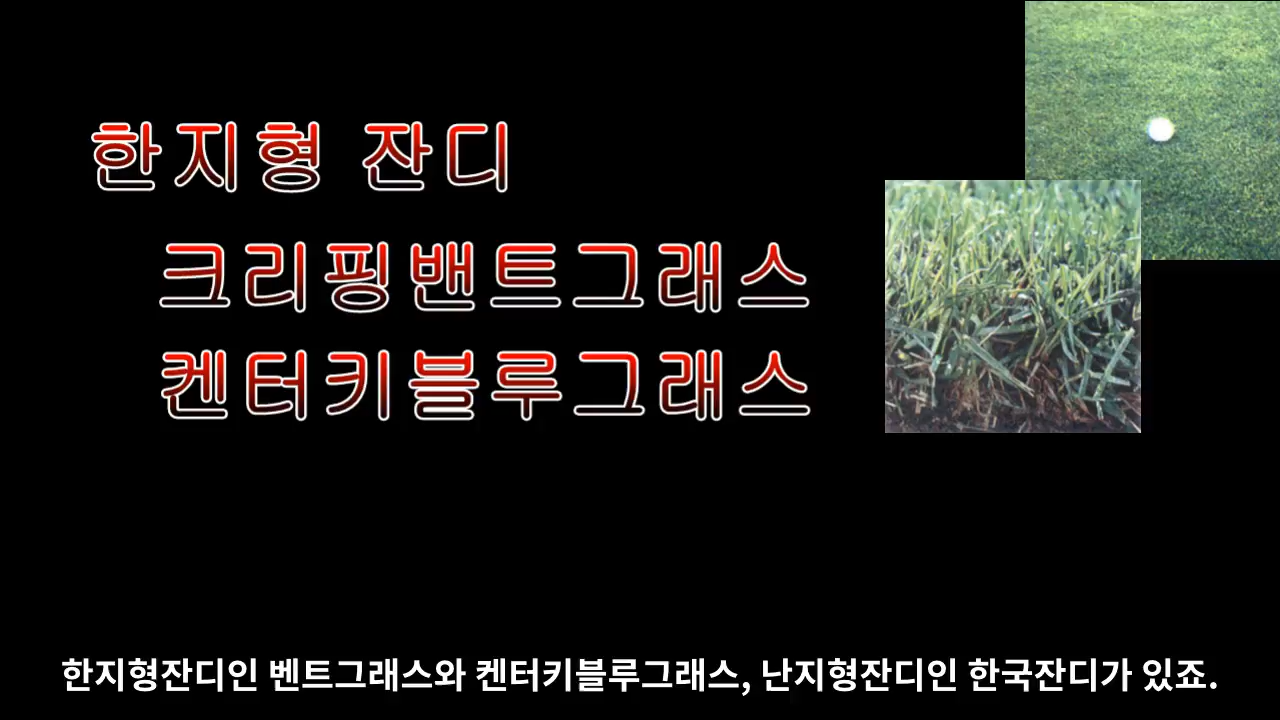 한지형 잔디
크리핑밴트그래스
켄터키블루그래스
한지형잔디인 벤트그래스와 켄터키블루그래스, 난지형잔디인 한국잔디가 있죠.